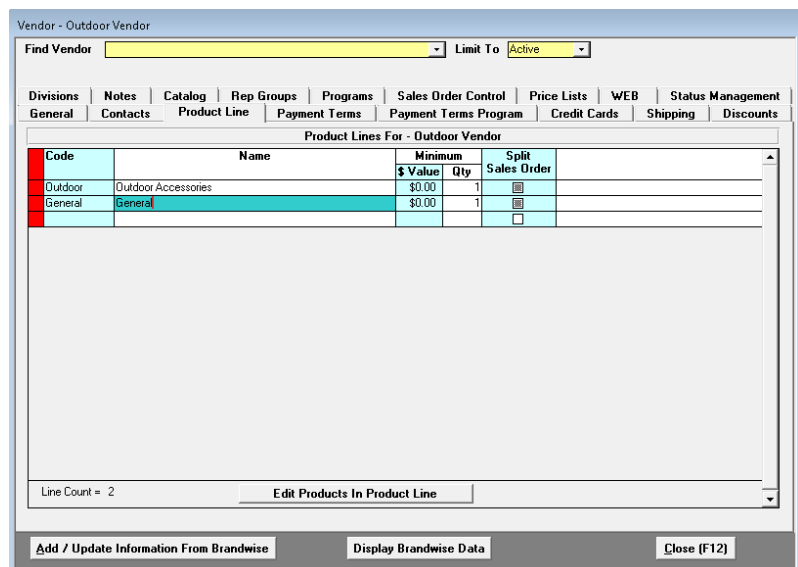 Vendor - Outdoor Vendor
Find Vendor Limit To Active
Divisions Notes Catalog Rep Groups Programs Sales Order Control Price Lists WEB Status Management
General Contacts Product Line Payment Terms Payment Terms Program Credit Cards Shipping Discounts
Product Lines For - Outdoor Vendor
Code Name Minimum Split
$ Value Qty Sales Order
Outdoor Outdoor Accessories $0.00 1
General General $0.00 1
Line Count = 2 Edit Products In Product Line
Add / Update Information From Brandwise Display Brandwise Data Close (F12)